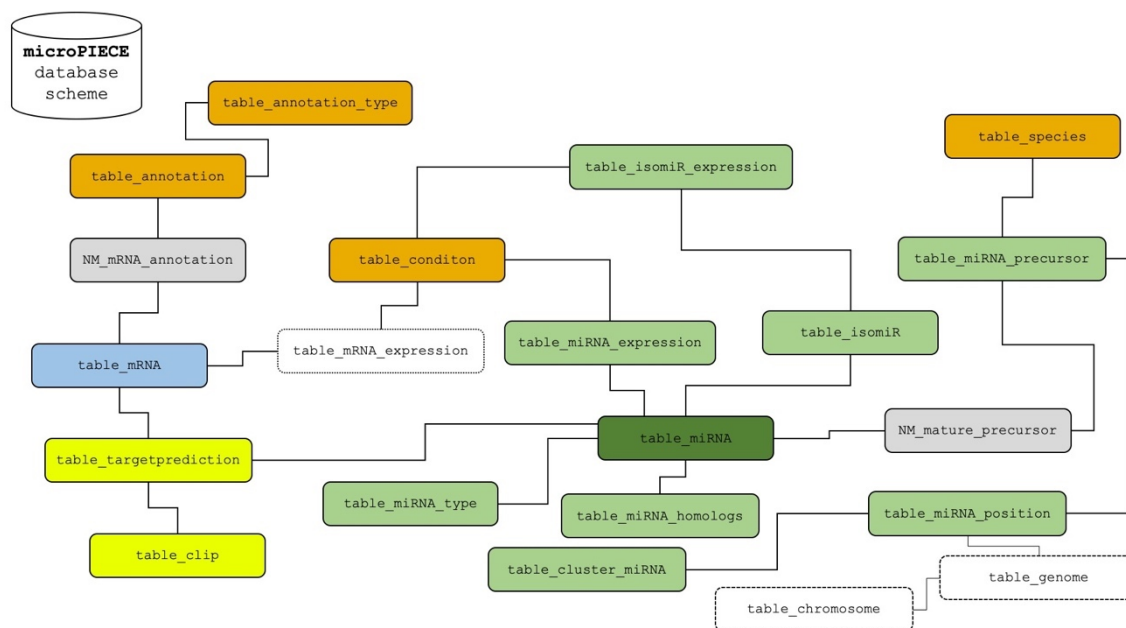 microPIECE
database
scheme
table_annotation_type
table_species
table_isomiR_expression
table_annotation
NM_mRNA_annotation
table_conditon
table_miRNA_precursor
table_isomiR
table_miRNA_expression
table_mRNA_expression
table_mRNA
table_miRNA
NM_mature_precursor
table_targetprediction
table_miRNA_type
table_miRNA_homologs
table_miRNA_position
table_clip
table_cluster_miRNA
table_genome
table_chromosome